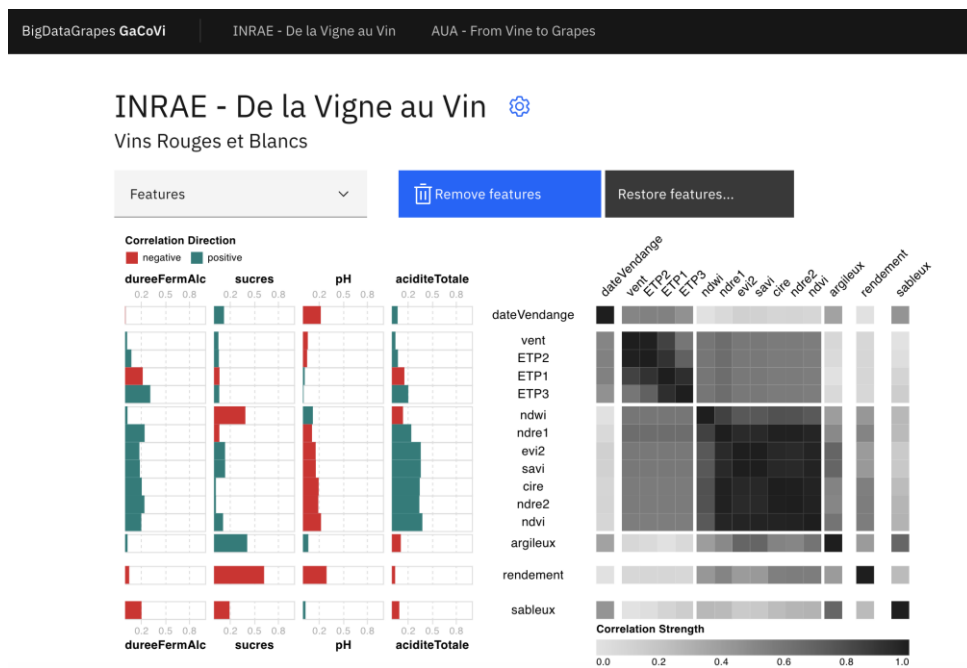 BigDataGrapes GaCoVi INRAE - De la Vigne au Vin AUA - From Vine to Grapes
INRAE - De la Vigne au Vin
Vins Rouges et Blancs
Features Remove features Restore features...
Correlation Direction
negative positive
dureeFermAlc sucres pH aciditeTotale
0.2 0.5 0.8 0.2 0.5 0.8 0.2 0.5 0.8 0.2 0.5 0.8
dateVendange vent ETP2 ETP1 ETP3 ndwi ndre1 evi2 savi cire ndre2 ndvi argileux rendement sableux
dateVendange
vent
ETP2
ETP1
ETP3
ndwi
ndre1
evi2
savi
cire
ndre2
ndvi
argileux
rendement
sableux
0.2 0.5 0.8 0.2 0.5 0.8 0.2 0.5 0.8 0.2 0.5 0.8
dureeFermAlc sucres pH aciditeTotale
Correlation Strength
0.0 0.2 0.4 0.6 0.8 1.0